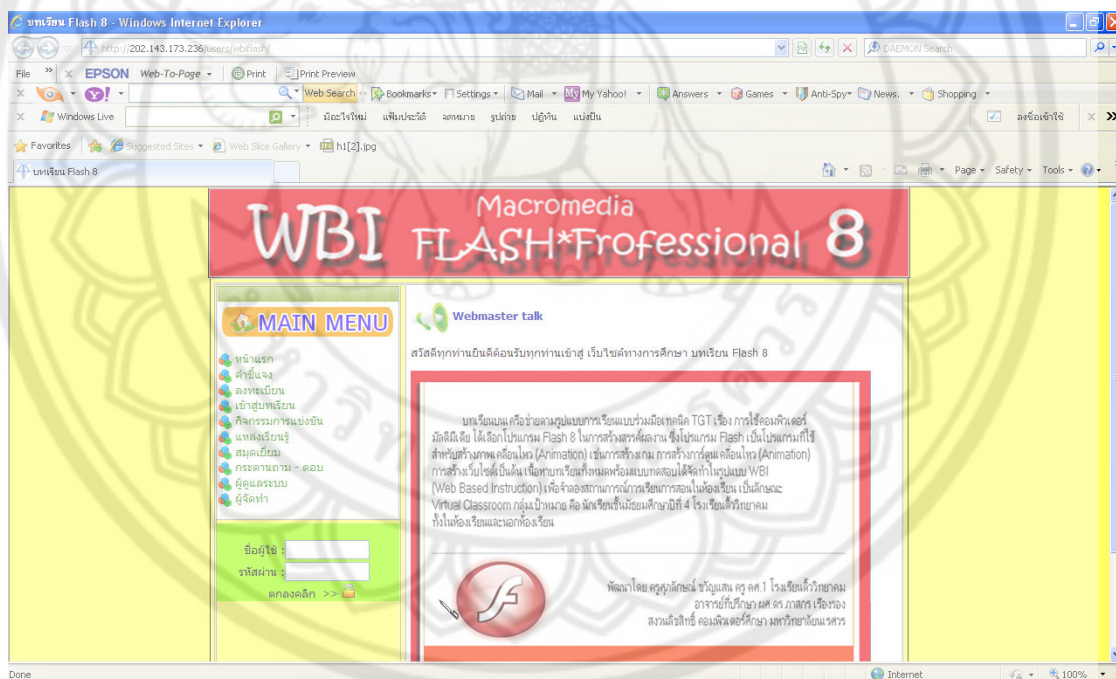 บทเรียน Flash 8 - Windows Internet Explorer
http://202.143.173.236/users/wbiflash/
DAEMON Search
File » × EPSON Web-To-Page Print Print Preview
Web Search Bookmarks Settings Mail My Yahoo! Answers Games Anti-Spy News. Shopping
Windows Live มีอะไรใหม่ แฟ้มประวัติ จดหมาย รูปถ่าย ปฏิทิน แบ่งปัน ลงชื่อเข้าใช้
Favorites Suggested Sites Web Slice Gallery h1[2].jpg
บทเรียน Flash 8 Page Safety Tools
WBI Macromedia
FLASH*Frofessional 8
MAIN MENU
หน้าแรก
คำชี้แจง
ลงทะเบียน
เข้าสู่บทเรียน
กิจกรรมการแข่งขัน
แหล่งเรียนรู้
สมุดเยี่ยม
กระดานถาม - ตอบ
ผู้ดูแลระบบ
ผู้จัดทำ
ชื่อผู้ใช้ :
รหัสผ่าน :
ตกลงคลิก >>
Webmaster talk
สวัสดีทุกท่านยินดีต้อนรับทุกท่านเข้าสู่ เว็บไซต์ทางการศึกษา บทเรียน Flash 8
บทเรียนบนเครือข่ายตามรูปแบบการเรียนแบบร่วมมือเทคนิค TGT เรื่อง การใช้คอมพิวเตอร์
มัลติมีเดีย ได้เลือกโปรแกรม Flash 8 ในการสร้างสรรค์ผลงาน ซึ่งโปรแกรม Flash เป็นโปรแกรมที่ใช้
สำหรับสร้างภาพเคลื่อนไหว (Animation) เช่นการสร้างเกม การสร้างการ์ตูนเคลื่อนไหว (Animation)
การสร้างเว็บไซต์เป็นต้น เนื้อหาบทเรียนทั้งหมดพร้อมแบบทดสอบได้จัดทำในรูปแบบ WBI
(Web Based Instruction) เพื่อจำลองสถานการณ์การเรียนการสอนในห้องเรียน เป็นลักษณะ
Virtual Classroom กลุ่มเป้าหมาย คือ นักเรียนชั้นมัธยมศึกษาปีที่ 4 โรงเรียนลิ้วิทยาคม
ทั้งในห้องเรียนและนอกห้องเรียน
พัฒนาโดย ครูศุภลักษณ์ ขวัญแสน ครู คศ.1 โรงเรียนลิ้วิทยาคม
อาจารย์ที่ปรึกษา ผศ.ดร.ภาสกร เรืองรอง
สงวนลิขสิทธิ์ คอมพิวเตอร์ศึกษา มหาวิทยาลัยนเรศวร
Done Internet 100%